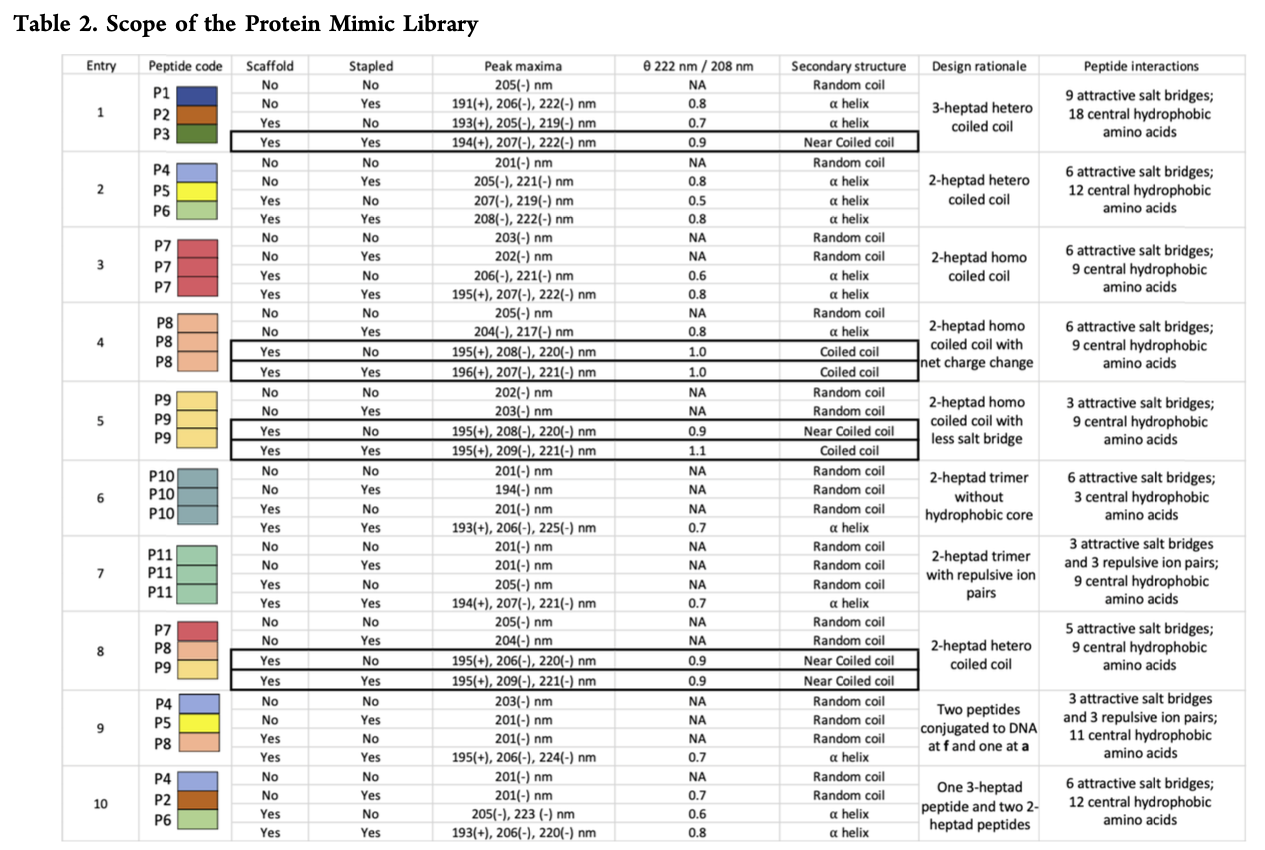 Table 2. Scope of the Protein Mimic Library
Entry Peptide code Scaffold Stapled Peak maxima θ 222 nm / 208 nm Secondary structure Design rationale Peptide interactions
1
P1
P2
P3
No No 205(-) nm NA Random coil
No Yes 191(+), 206(-), 222(-) nm 0.8 α helix
Yes No 193(+), 205(-), 219(-) nm 0.7 α helix
Yes Yes 194(+), 207(-), 222(-) nm 0.9 Near Coiled coil
3-heptad hetero
coiled coil
9 attractive salt bridges;
18 central hydrophobic
amino acids
2
P4
P5
P6
No No 201(-) nm NA Random coil
No Yes 205(-), 221(-) nm 0.8 α helix
Yes No 207(-), 219(-) nm 0.5 α helix
Yes Yes 208(-), 222(-) nm 0.8 α helix
2-heptad hetero
coiled coil
6 attractive salt bridges;
12 central hydrophobic
amino acids
3
P7
P7
P7
No No 203(-) nm NA Random coil
No Yes 202(-) nm NA Random coil
Yes No 206(-), 221(-) nm 0.6 α helix
Yes Yes 195(+), 207(-), 222(-) nm 0.8 α helix
2-heptad homo
coiled coil
6 attractive salt bridges;
9 central hydrophobic
amino acids
4
P8
P8
P8
No No 205(-) nm NA Random coil
No Yes 204(-), 217(-) nm 0.8 α helix
Yes No 195(+), 208(-), 220(-) nm 1.0 Coiled coil
Yes Yes 196(+), 207(-), 221(-) nm 1.0 Coiled coil
2-heptad homo
coiled coil with
net charge change
6 attractive salt bridges;
9 central hydrophobic
amino acids
5
P9
P9
P9
No No 202(-) nm NA Random coil
No Yes 203(-) nm NA Random coil
Yes No 195(+), 208(-), 220(-) nm 0.9 Near Coiled coil
Yes Yes 195(+), 209(-), 221(-) nm 1.1 Coiled coil
2-heptad homo
coiled coil with
less salt bridge
3 attractive salt bridges;
9 central hydrophobic
amino acids
6
P10
P10
P10
No No 201(-) nm NA Random coil
No Yes 194(-) nm NA Random coil
Yes No 201(-) nm NA Random coil
Yes Yes 193(+), 206(-), 225(-) nm 0.7 α helix
2-heptad trimer
without
hydrophobic core
6 attractive salt bridges;
3 central hydrophobic
amino acids
7
P11
P11
P11
No No 201(-) nm NA Random coil
No Yes 201(-) nm NA Random coil
Yes No 205(-) nm NA Random coil
Yes Yes 194(+), 207(-), 221(-) nm 0.7 α helix
2-heptad trimer
with repulsive ion
pairs
3 attractive salt bridges
and 3 repulsive ion pairs;
9 central hydrophobic
amino acids
8
P7
P8
P9
No No 205(-) nm NA Random coil
No Yes 204(-) nm NA Random coil
Yes No 195(+), 206(-), 220(-) nm 0.9 Near Coiled coil
Yes Yes 195(+), 209(-), 221(-) nm 0.9 Near Coiled coil
2-heptad hetero
coiled coil
5 attractive salt bridges;
9 central hydrophobic
amino acids
9
P4
P5
P8
No No 203(-) nm NA Random coil
No Yes 201(-) nm NA Random coil
Yes No 201(-) nm NA Random coil
Yes Yes 195(+), 206(-), 224(-) nm 0.7 α helix
Two peptides
conjugated to DNA
at f and one at a
3 attractive salt bridges
and 3 repulsive ion pairs;
11 central hydrophobic
amino acids
10
P4
P2
P6
No No 201(-) nm NA Random coil
No Yes 201(-) nm 0.7 Random coil
Yes No 205(-), 223 (-) nm 0.6 α helix
Yes Yes 193(+), 206(-), 220(-) nm 0.8 α helix
One 3-heptad
peptide and two 2-
heptad peptides
6 attractive salt bridges;
12 central hydrophobic
amino acids